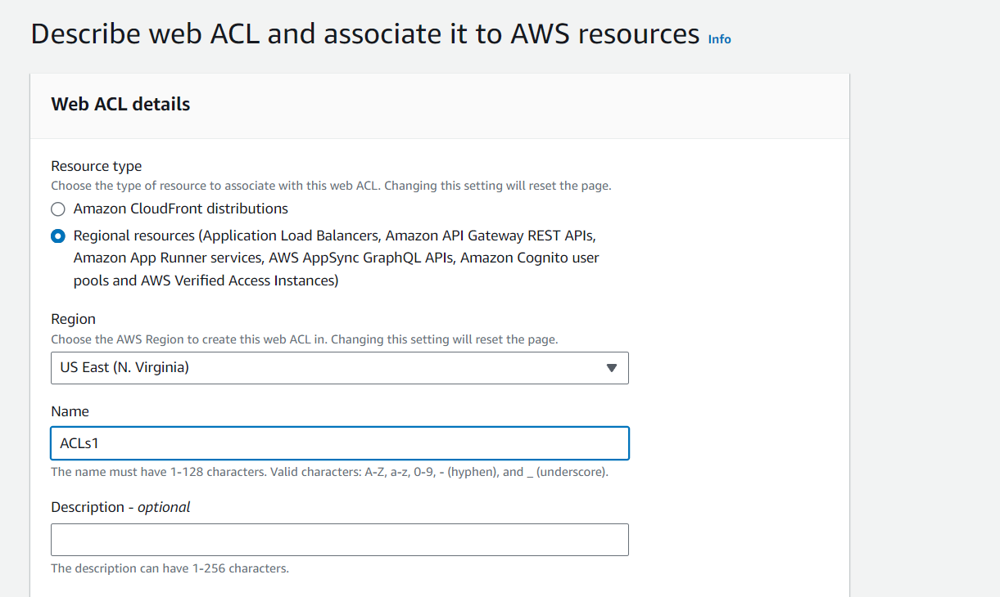 Describe web ACL and associate it to AWS resources Info
Web ACL details
Resource type
Choose the type of resource to associate with this web ACL. Changing this setting will reset the page.
Amazon CloudFront distributions
Regional resources (Application Load Balancers, Amazon API Gateway REST APIs,
Amazon App Runner services, AWS AppSync GraphQL APIs, Amazon Cognito user
pools and AWS Verified Access Instances)
Region
Choose the AWS Region to create this web ACL in. Changing this setting will reset the page.
US East (N. Virginia)
Name
ACLs1
The name must have 1-128 characters. Valid characters: A-Z, a-z, 0-9, - (hyphen), and _ (underscore).
Description - optional
The description can have 1-256 characters.